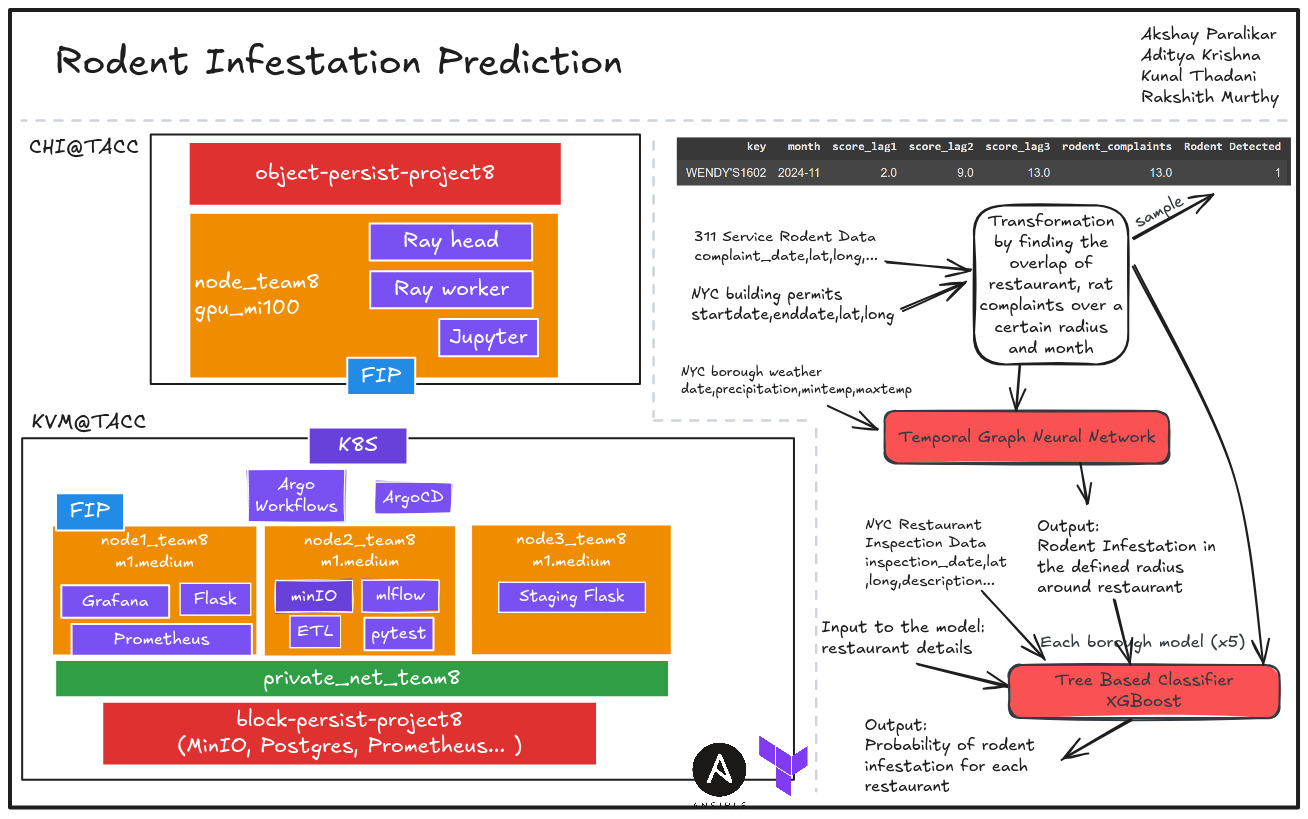 Rodent Infestation Prediction
Akshay Paralikar
Aditya Krishna
Kunal Thadani
Rakshith Murthy
CHI@TACC
object-persist-project8
node_team8
gpu_mi100
Ray head
Ray worker
Jupyter
FIP
KVM@TACC
K8S
Argo
Workflows
ArgoCD
FIP
node1_team8
m1.medium
Grafana
Flask
Prometheus
node2_team8
m1.medium
minIO
mlflow
ETL
pytest
node3_team8
m1.medium
Staging Flask
private_net_team8
block-persist-project8
(MinIO, Postgres, Prometheus... )
ANSIBLE
key month score_lag1 score_lag2 score_lag3 rodent_complaints Rodent Detected
WENDY'S1602 2024-11 2.0 9.0 13.0 13.0 1
sample
Transformation
by finding the
overlap of
restaurant, rat
complaints over a
certain radius
and month
311 Service Rodent Data
complaint_date,lat,long,...
NYC building permits
startdate,enddate,lat,long
NYC borough weather
date,precipitation,mintemp,maxtemp
Temporal Graph Neural Network
NYC Restaurant
Inspection Data
inspection_date,lat
,long,description...
Output:
Rodent Infestation in
the defined radius
around restaurant
Input to the model:
restaurant details
Each borough model (x5)
Tree Based Classifier
XGBoost
Output:
Probability of rodent
infestation for each
restaurant